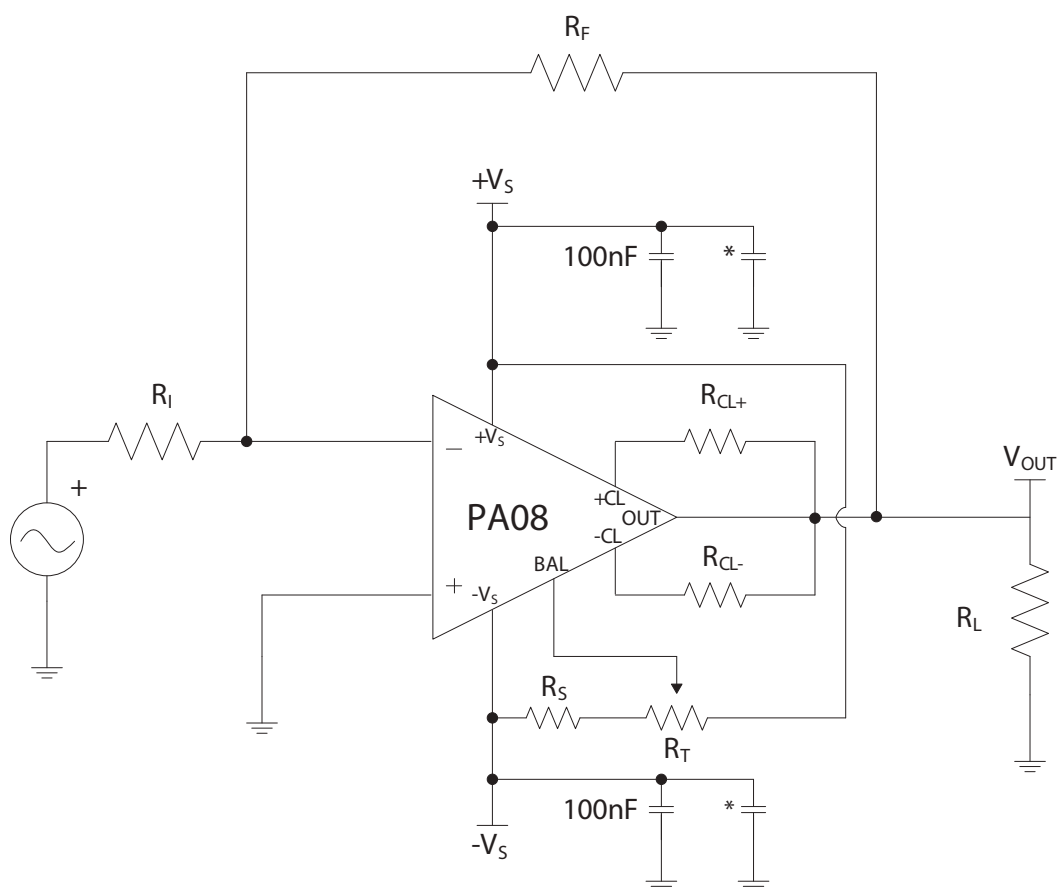 R_F
+V_S
100nF
*
R_I
R_CL+
+V_S
−
+
+CL
V_OUT
PA08
OUT
-CL
BAL
R_CL-
+
-V_S
R_L
R_S
R_T
100nF
*
-V_S